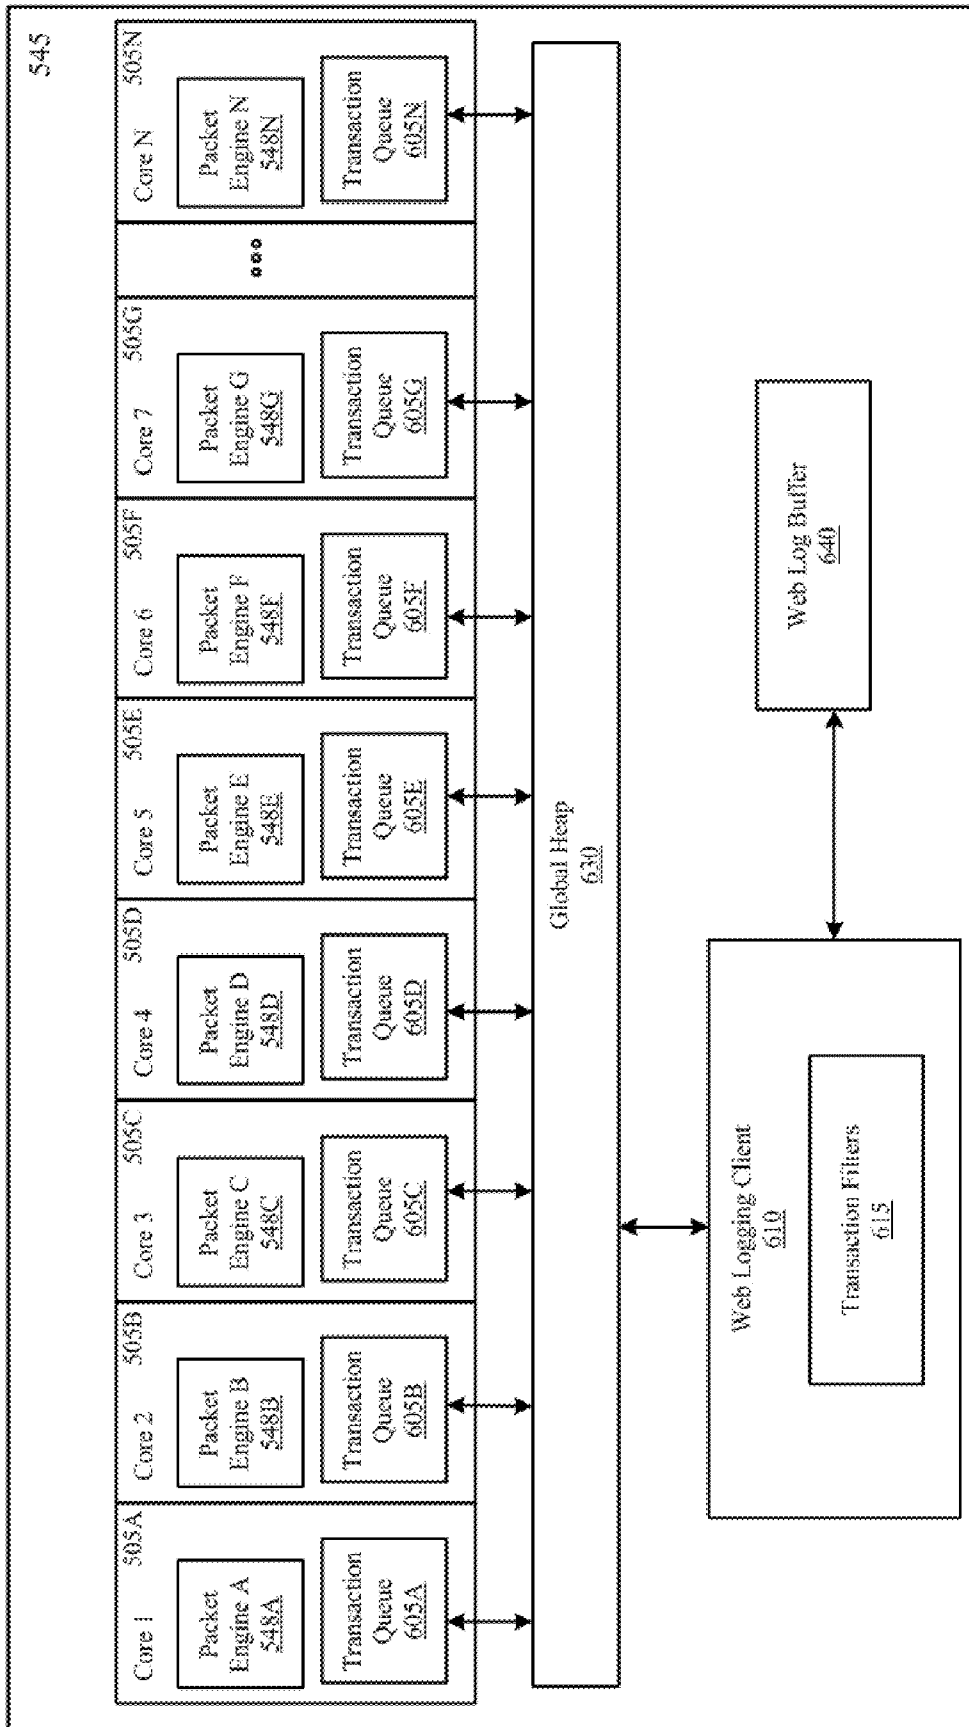 545
Core 1
505A
Packet
Engine A
548A
Transaction
Queue
605A
Core 2
505B
Packet
Engine B
548B
Transaction
Queue
605B
Core 3
505C
Packet
Engine C
548C
Transaction
Queue
605C
Core 4
505D
Packet
Engine D
548D
Transaction
Queue
605D
Core 5
505E
Packet
Engine E
548E
Transaction
Queue
605E
Core 6
505F
Packet
Engine F
548F
Transaction
Queue
605F
Core 7
505G
Packet
Engine G
548G
Transaction
Queue
605G
Core N
505N
Packet
Engine N
548N
Transaction
Queue
605N
Global Heap
630
Web Logging Client
610
Transaction Filters
615
Web Log Buffer
640